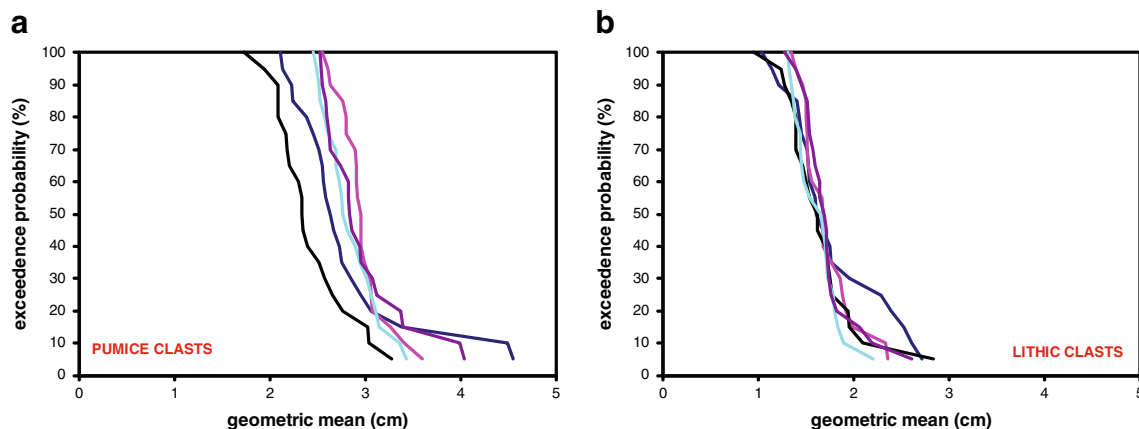 a
exceedence probability (%)
100
90
80
70
60
50
40
30
20
10
0
PUMICE CLASTS
0 1 2 3 4 5
geometric mean (cm)
b
exceedence probability (%)
100
90
80
70
60
50
40
30
20
10
0
LITHIC CLASTS
0 1 2 3 4 5
geometric mean (cm)